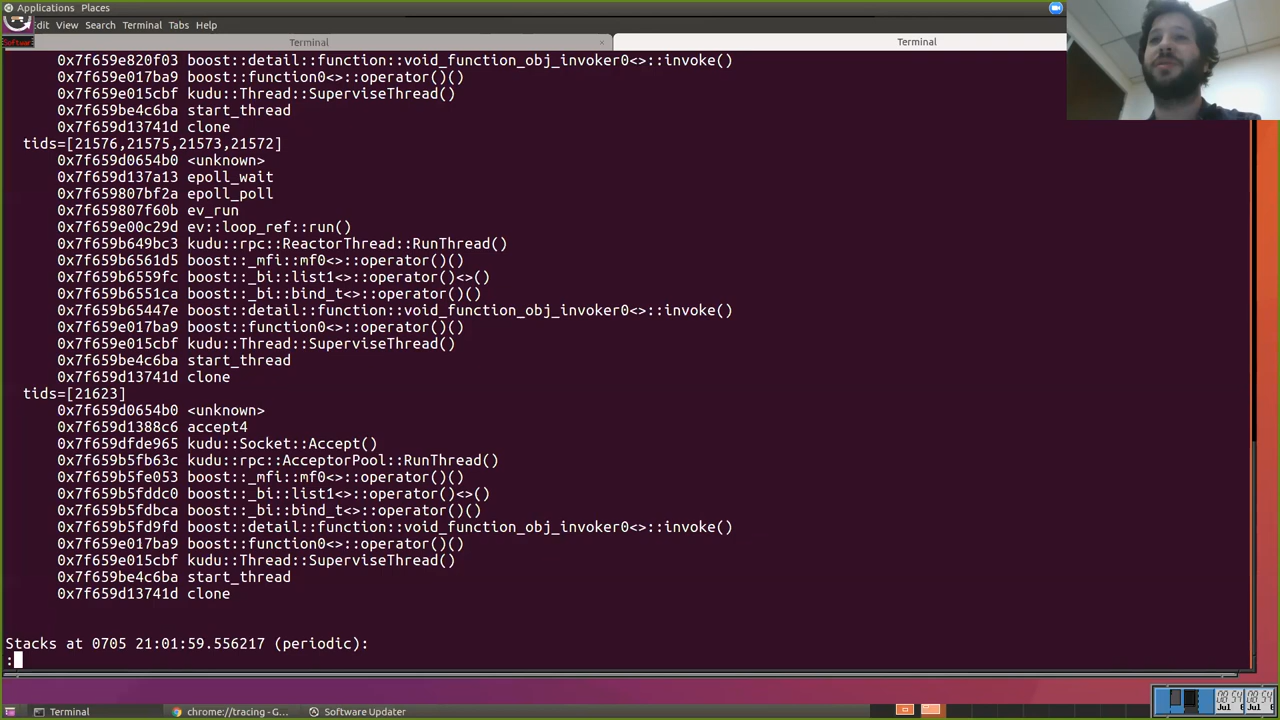 Applications Places
Edit View Search Terminal Tabs Help
Terminal × Terminal
0x7f659e820f03 boost::detail::function::void_function_obj_invoker0<>::invoke()
0x7f659e017ba9 boost::function0<>::operator()()
0x7f659e015cbf kudu::Thread::SuperviseThread()
0x7f659be4c6ba start_thread
0x7f659d13741d clone
tids=[21576,21575,21573,21572]
0x7f659d0654b0 <unknown>
0x7f659d137a13 epoll_wait
0x7f659807bf2a epoll_poll
0x7f659807f60b ev_run
0x7f659e00c29d ev::loop_ref::run()
0x7f659b649bc3 kudu::rpc::ReactorThread::RunThread()
0x7f659b6561d5 boost::_mfi::mf0<>::operator()()
0x7f659b6559fc boost::_bi::list1<>::operator()<>()
0x7f659b6551ca boost::_bi::bind_t<>::operator()()
0x7f659b65447e boost::detail::function::void_function_obj_invoker0<>::invoke()
0x7f659e017ba9 boost::function0<>::operator()()
0x7f659e015cbf kudu::Thread::SuperviseThread()
0x7f659be4c6ba start_thread
0x7f659d13741d clone
tids=[21623]
0x7f659d0654b0 <unknown>
0x7f659d1388c6 accept4
0x7f659dfde965 kudu::Socket::Accept()
0x7f659b5fb63c kudu::rpc::AcceptorPool::RunThread()
0x7f659b5fe053 boost::_mfi::mf0<>::operator()()
0x7f659b5fddc0 boost::_bi::list1<>::operator()<>()
0x7f659b5fdbca boost::_bi::bind_t<>::operator()()
0x7f659b5fd9fd boost::detail::function::void_function_obj_invoker0<>::invoke()
0x7f659e017ba9 boost::function0<>::operator()()
0x7f659e015cbf kudu::Thread::SuperviseThread()
0x7f659be4c6ba start_thread
0x7f659d13741d clone
Stacks at 0705 21:01:59.556217 (periodic):
:
Terminal chrome://tracing - G... Software Updater